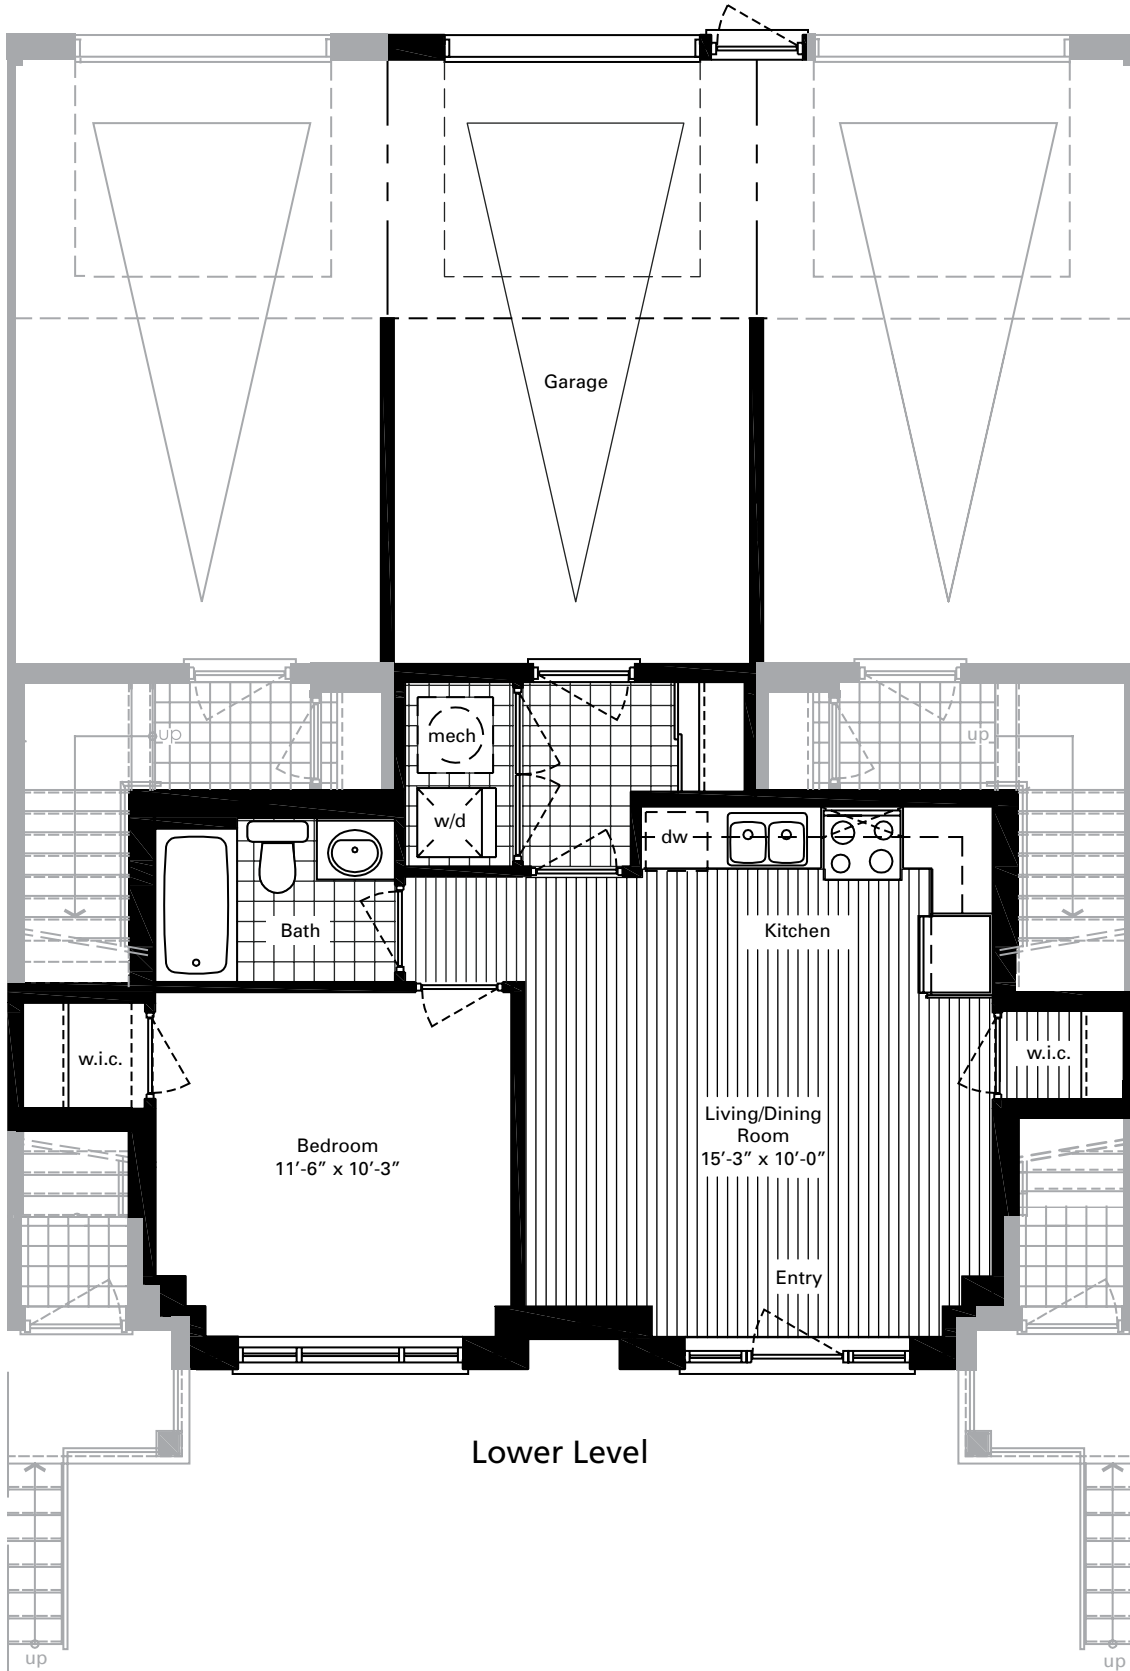 Garage
up
up
mech
w/d
dw
Bath
Kitchen
w.i.c.
w.i.c.
Living/Dining
Room
15’-3” x 10’-0”
Bedroom
11’-6” x 10’-3”
Entry
Lower Level
up
up